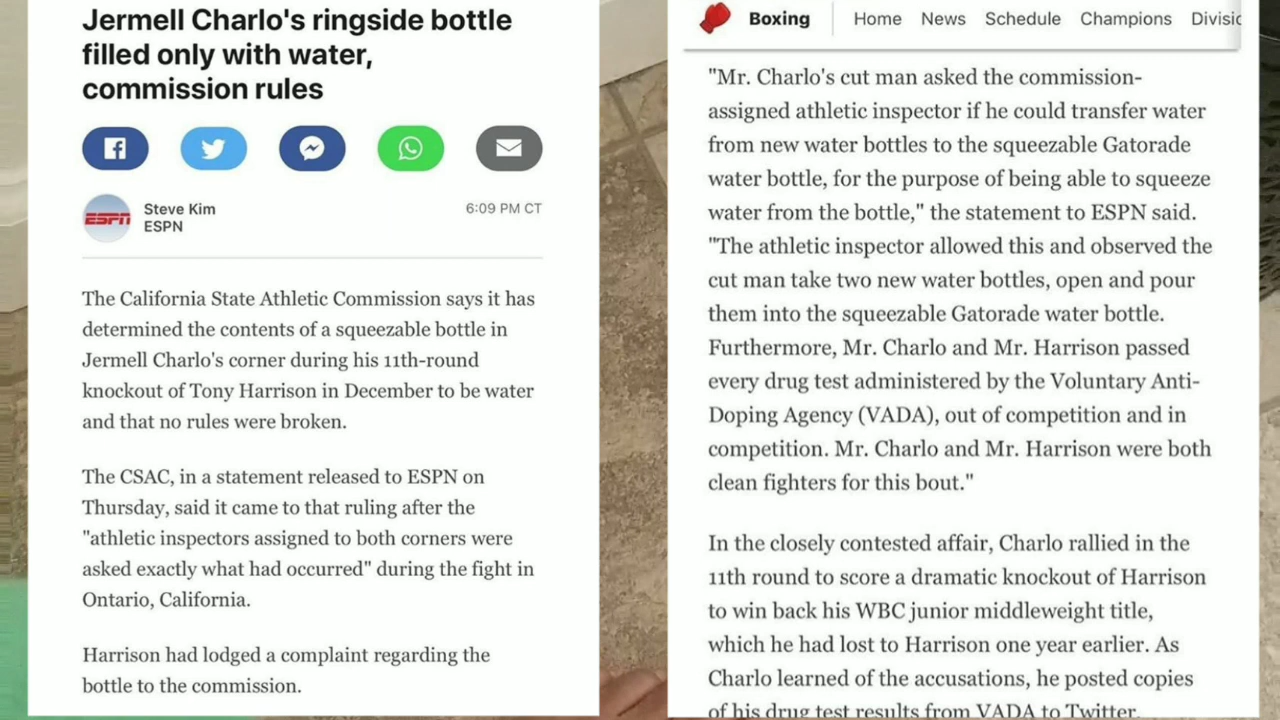 Jermell Charlo's ringside bottle
filled only with water,
commission rules
ESPN
Steve Kim
ESPN
6:09 PM CT
The California State Athletic Commission says it has
determined the contents of a squeezable bottle in
Jermell Charlo's corner during his 11th-round
knockout of Tony Harrison in December to be water
and that no rules were broken.
The CSAC, in a statement released to ESPN on
Thursday, said it came to that ruling after the
"athletic inspectors assigned to both corners were
asked exactly what had occurred" during the fight in
Ontario, California.
Harrison had lodged a complaint regarding the
bottle to the commission.
Boxing Home News Schedule Champions Divisic
"Mr. Charlo's cut man asked the commission-
assigned athletic inspector if he could transfer water
from new water bottles to the squeezable Gatorade
water bottle, for the purpose of being able to squeeze
water from the bottle," the statement to ESPN said.
"The athletic inspector allowed this and observed the
cut man take two new water bottles, open and pour
them into the squeezable Gatorade water bottle.
Furthermore, Mr. Charlo and Mr. Harrison passed
every drug test administered by the Voluntary Anti-
Doping Agency (VADA), out of competition and in
competition. Mr. Charlo and Mr. Harrison were both
clean fighters for this bout."
In the closely contested affair, Charlo rallied in the
11th round to score a dramatic knockout of Harrison
to win back his WBC junior middleweight title,
which he had lost to Harrison one year earlier. As
Charlo learned of the accusations, he posted copies
of his drug test results from VADA to Twitter.